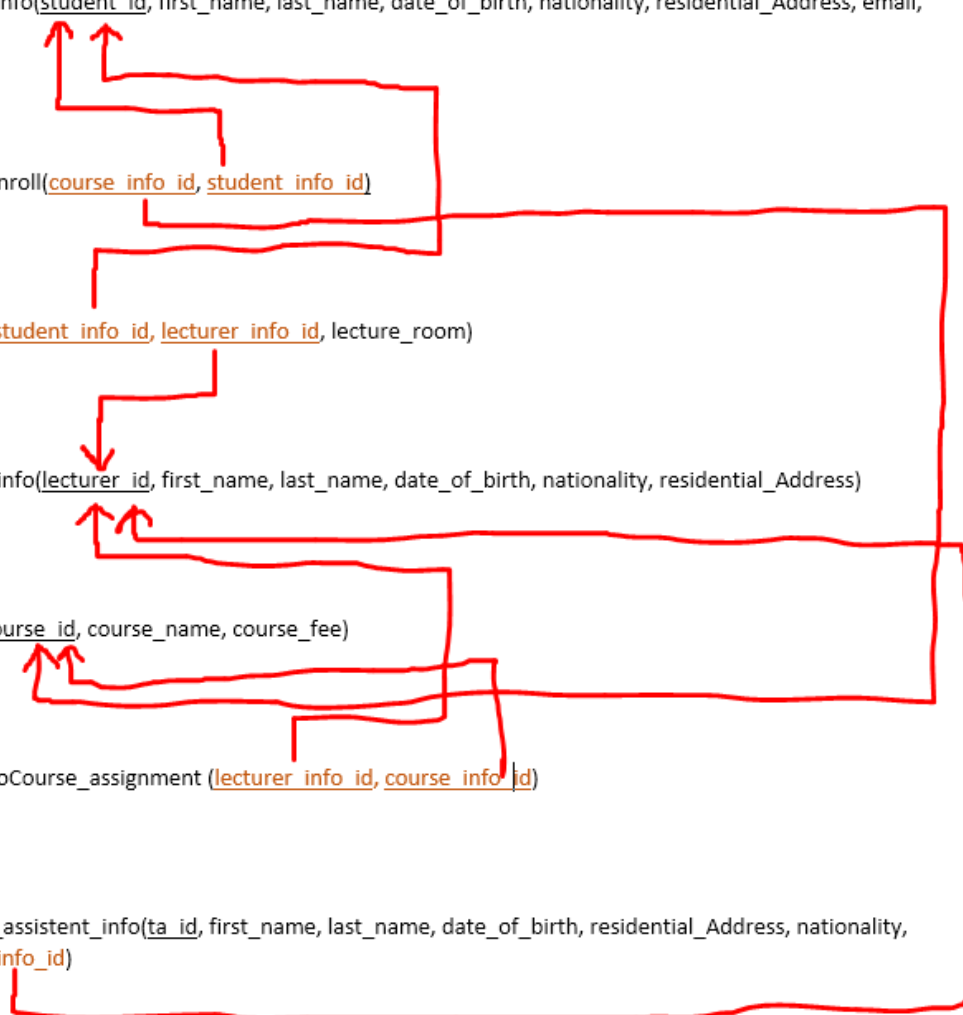 nfo(student_id, first_name, last_name, date_of_birth, nationality, residential_Address, email,
nroll(course_info_id, student_info_id)
student_info_id, lecturer_info_id, lecture_room)
info(lecturer_id, first_name, last_name, date_of_birth, nationality, residential_Address)
ourse_id, course_name, course_fee)
oCourse_assignment (lecturer_info_id, course_info_id)
_assistent_info(ta_id, first_name, last_name, date_of_birth, residential_Address, nationality,
info_id)